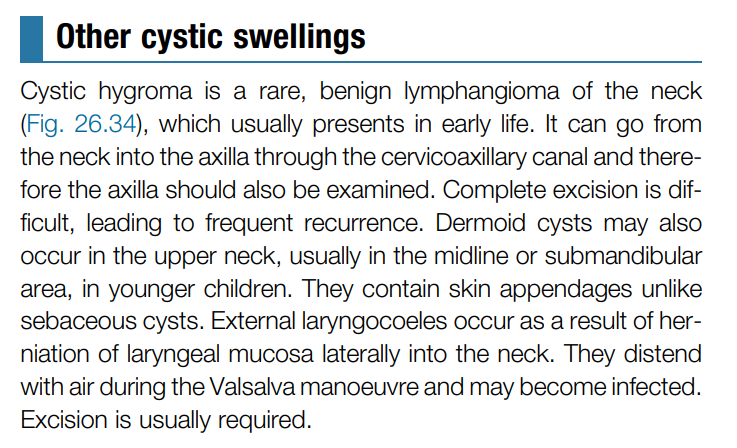 Other cystic swellings
Cystic hygroma is a rare, benign lymphangioma of the neck
(Fig. 26.34), which usually presents in early life. It can go from
the neck into the axilla through the cervicoaxillary canal and there-
fore the axilla should also be examined. Complete excision is dif-
ficult, leading to frequent recurrence. Dermoid cysts may also
occur in the upper neck, usually in the midline or submandibular
area, in younger children. They contain skin appendages unlike
sebaceous cysts. External laryngocoeles occur as a result of her-
niation of laryngeal mucosa laterally into the neck. They distend
with air during the Valsalva manoeuvre and may become infected.
Excision is usually required.